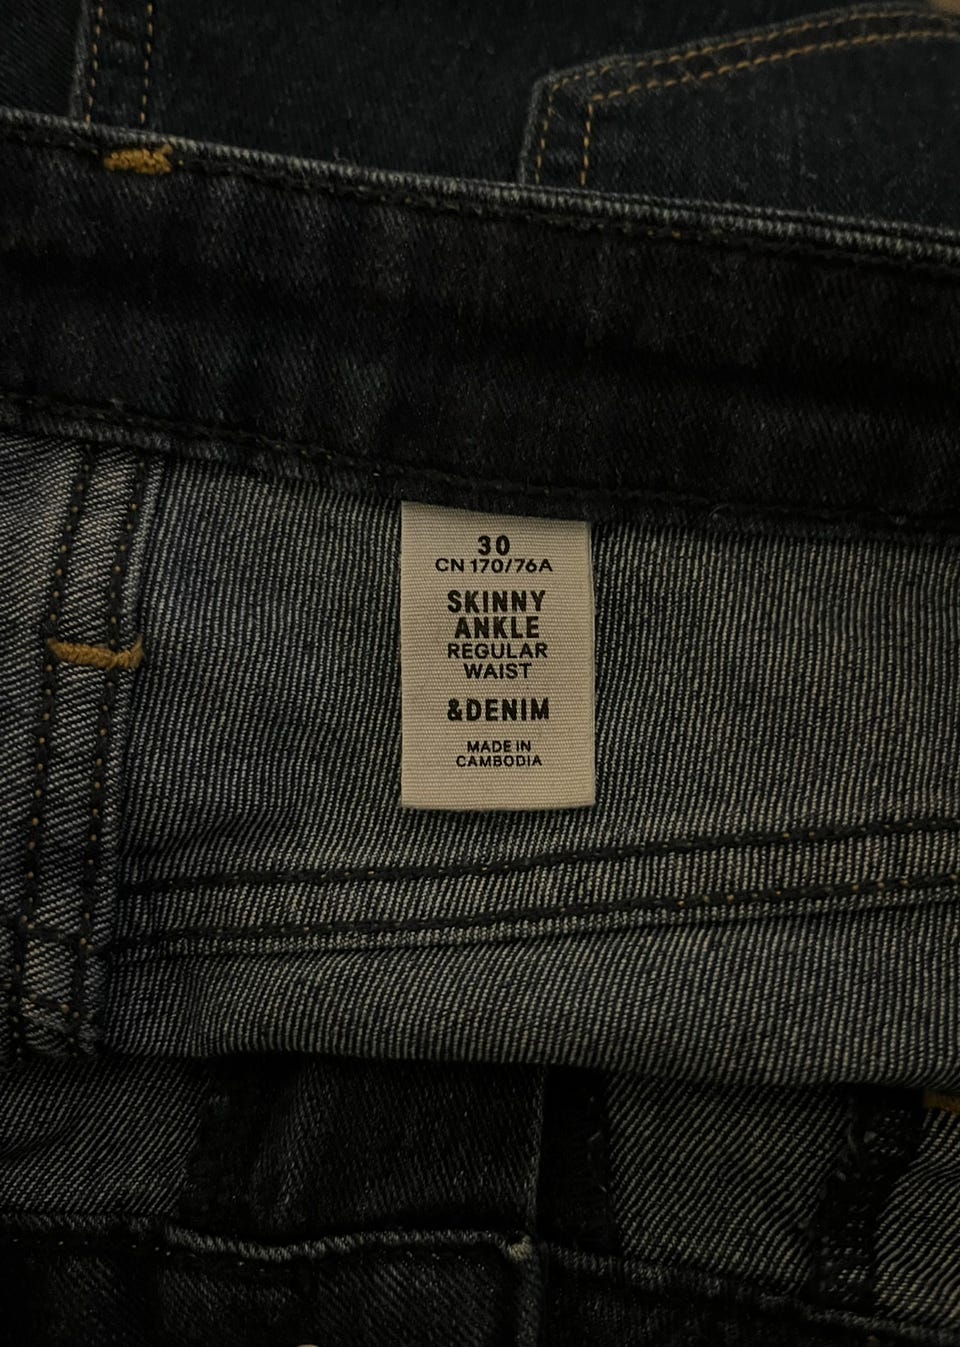 30
CN 170/76A
SKINNY
ANKLE
REGULAR
WAIST
&DENIM
MADE IN
CAMBODIA